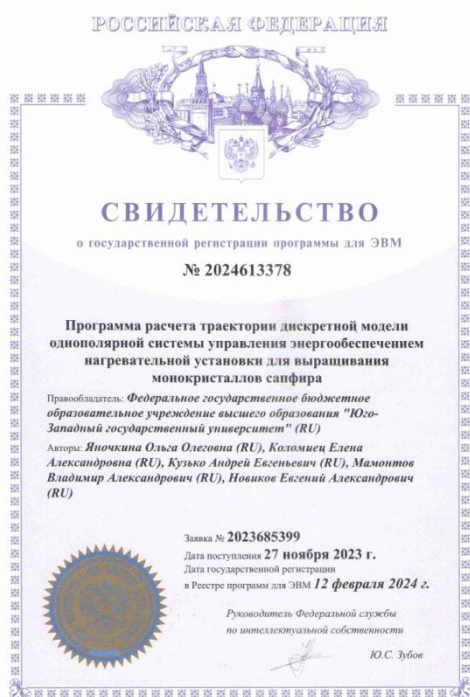 РОССИЙСКАЯ ФЕДЕРАЦИЯ
СВИДЕТЕЛЬСТВО
о государственной регистрации программы для ЭВМ
№ 2024613378
Программа расчета траектории дискретной модели
однополярной системы управления энергообеспечением
нагревательной установки для выращивания
монокристаллов сапфира
Правообладатель: Федеральное государственное бюджетное
образовательное учреждение высшего образования "Юго-
Западный государственный университет" (RU)
Авторы: Яночкина Ольга Олеговна (RU), Коломиец Елена
Александровна (RU), Кузько Андрей Евгеньевич (RU), Мамонтов
Владимир Александрович (RU), Новиков Евгений Александрович
(RU)
Заявка № 2023685399
Дата поступления 27 ноября 2023 г.
Дата государственной регистрации
в Реестре программ для ЭВМ 12 февраля 2024 г.
Руководитель Федеральной службы
по интеллектуальной собственности
Ю.С. Зубов